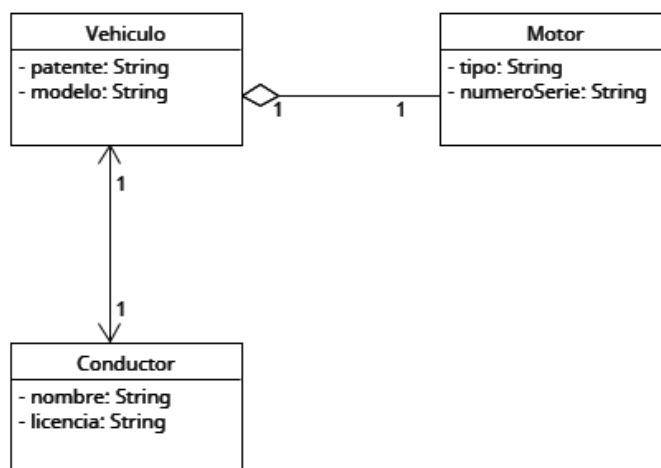 Vehiculo
- patente: String
- modelo: String
Motor
- tipo: String
- numeroSerie: String
1
1
1
1
Conductor
- nombre: String
- licencia: String